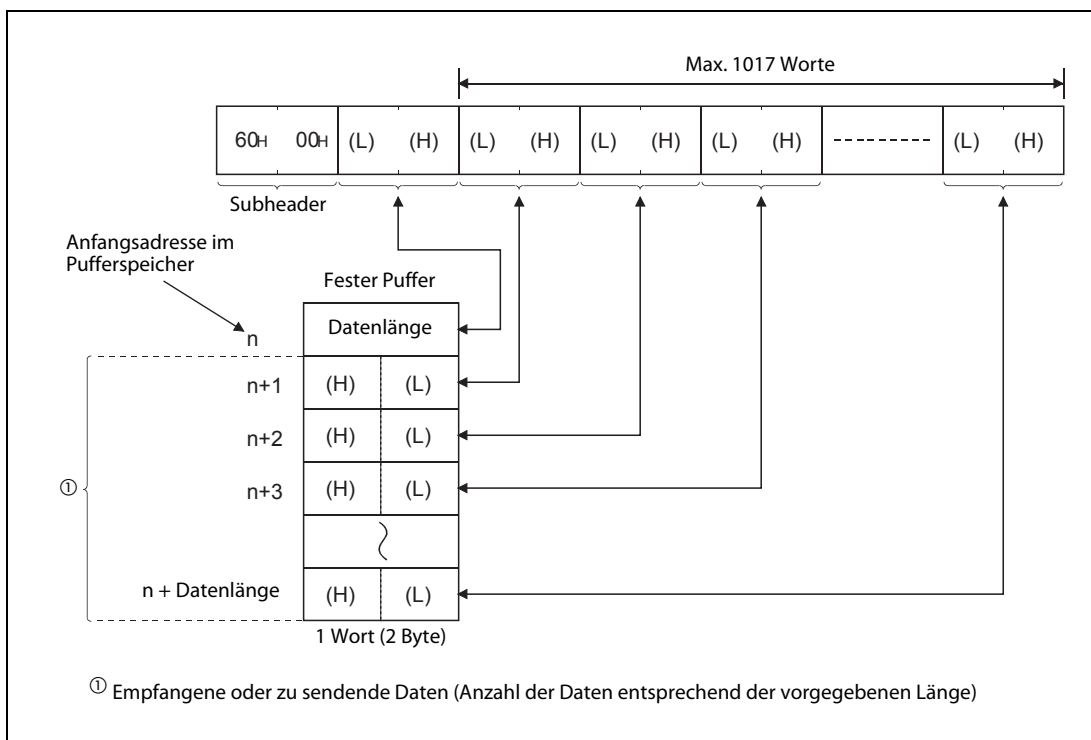 Max. 1017 Worte
60H 00H (L) (H) (L) (H) (L) (H) (L) (H) (L) (H)
Subheader
Anfangsadresse im
Pufferspeicher
Fester Puffer
n Datenlänge
n+1 (H) (L)
n+2 (H) (L)
① n+3 (H) (L)
n + Datenlänge (H) (L)
1 Wort (2 Byte)
① Empfangene oder zu sendende Daten (Anzahl der Daten entsprechend der vorgegebenen Länge)